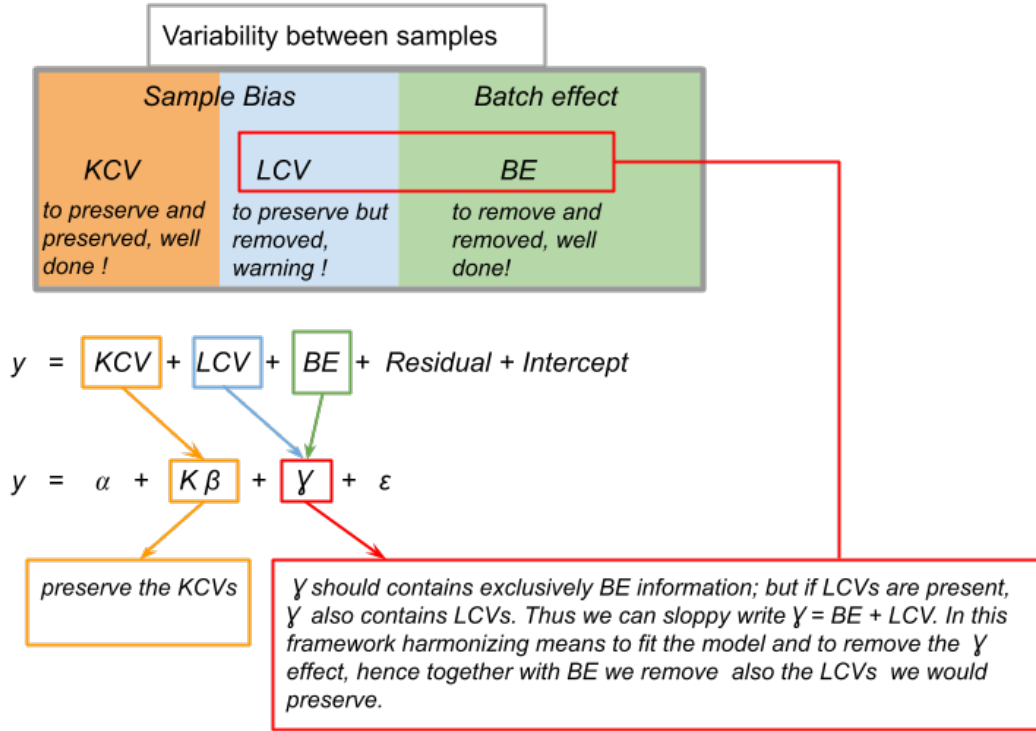 Variability between samples
Sample Bias
Batch effect
KCV
LCV
BE
to preserve and
preserved, well
done !
to preserve but
removed,
warning !
to remove and
removed, well
done!
y = KCV + LCV + BE + Residual + Intercept
y = α + K β + Ɣ + ε
preserve the KCVs
Ɣ should contains exclusively BE information; but if LCVs are present,
Ɣ also contains LCVs. Thus we can sloppy write Ɣ = BE + LCV. In this
framework harmonizing means to fit the model and to remove the Ɣ
effect, hence together with BE we remove also the LCVs we would
preserve.